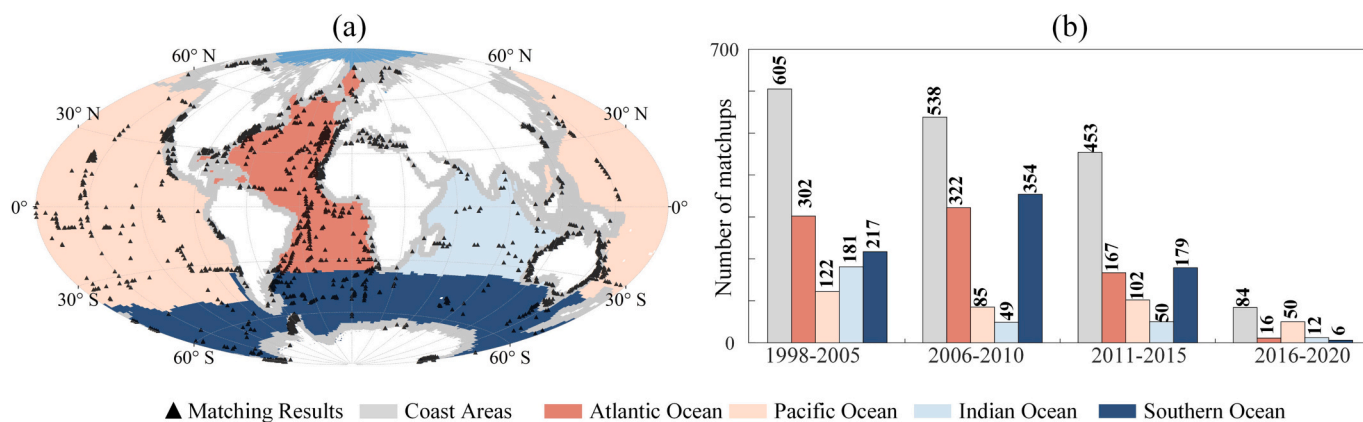 (a)
60° N
60° N
30° N
30° N
0°
0°
30° S
30° S
60° S
60° S
(b)
700
Number of matchups
0
605
302
122
181
217
538
322
85
49
354
453
167
102
50
179
84
16
50
12
6
1998-2005
2006-2010
2011-2015
2016-2020
Matching Results
Coast Areas
Atlantic Ocean
Pacific Ocean
Indian Ocean
Southern Ocean